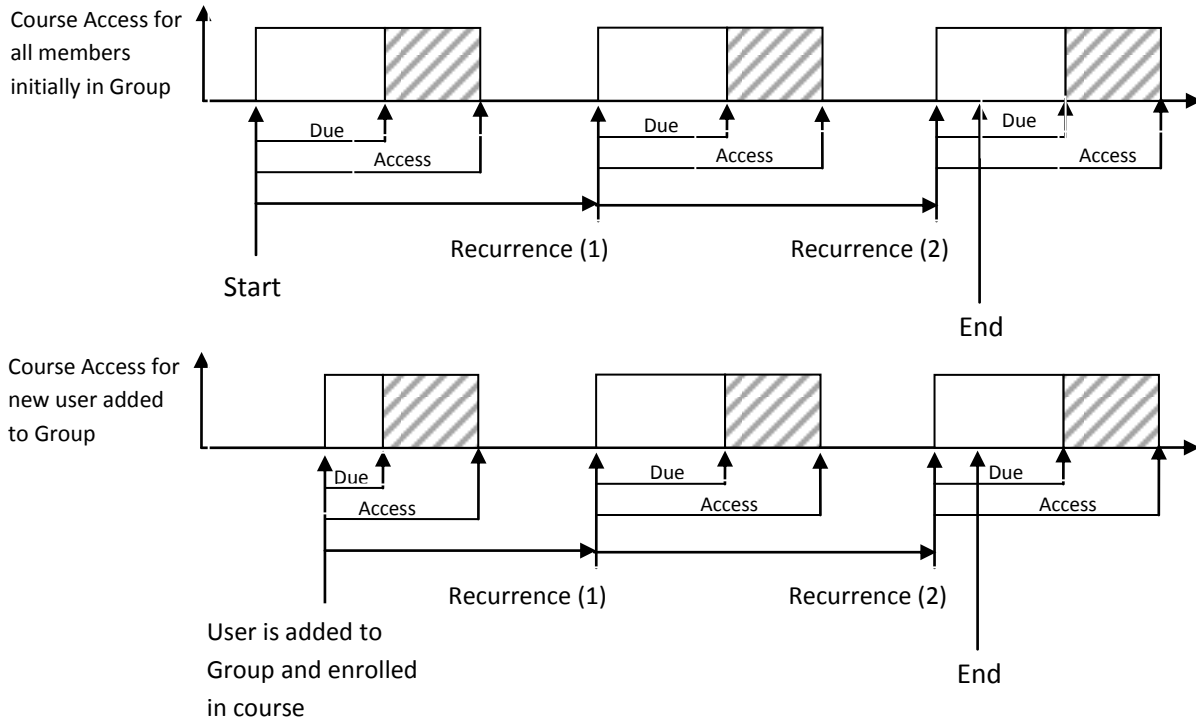 Course Access for
all members
initially in Group
Due
Access
Due
Access
Due
Access
Recurrence (1)
Recurrence (2)
Start
End
Course Access for
new user added
to Group
Due
Access
Due
Access
Due
Access
Recurrence (1)
Recurrence (2)
User is added to
Group and enrolled
in course
End